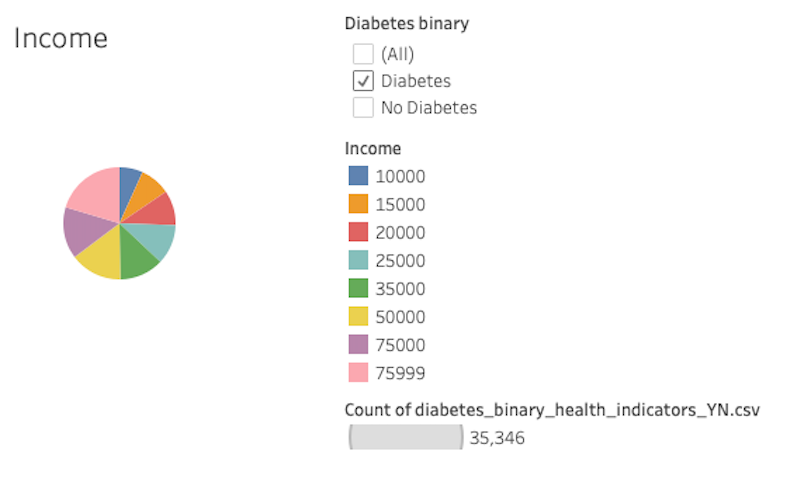 Income
Diabetes binary
(All)
Diabetes
No Diabetes
Income
10000
15000
20000
25000
35000
50000
75000
75999
Count of diabetes_binary_health_indicators_YN.csv
35,346